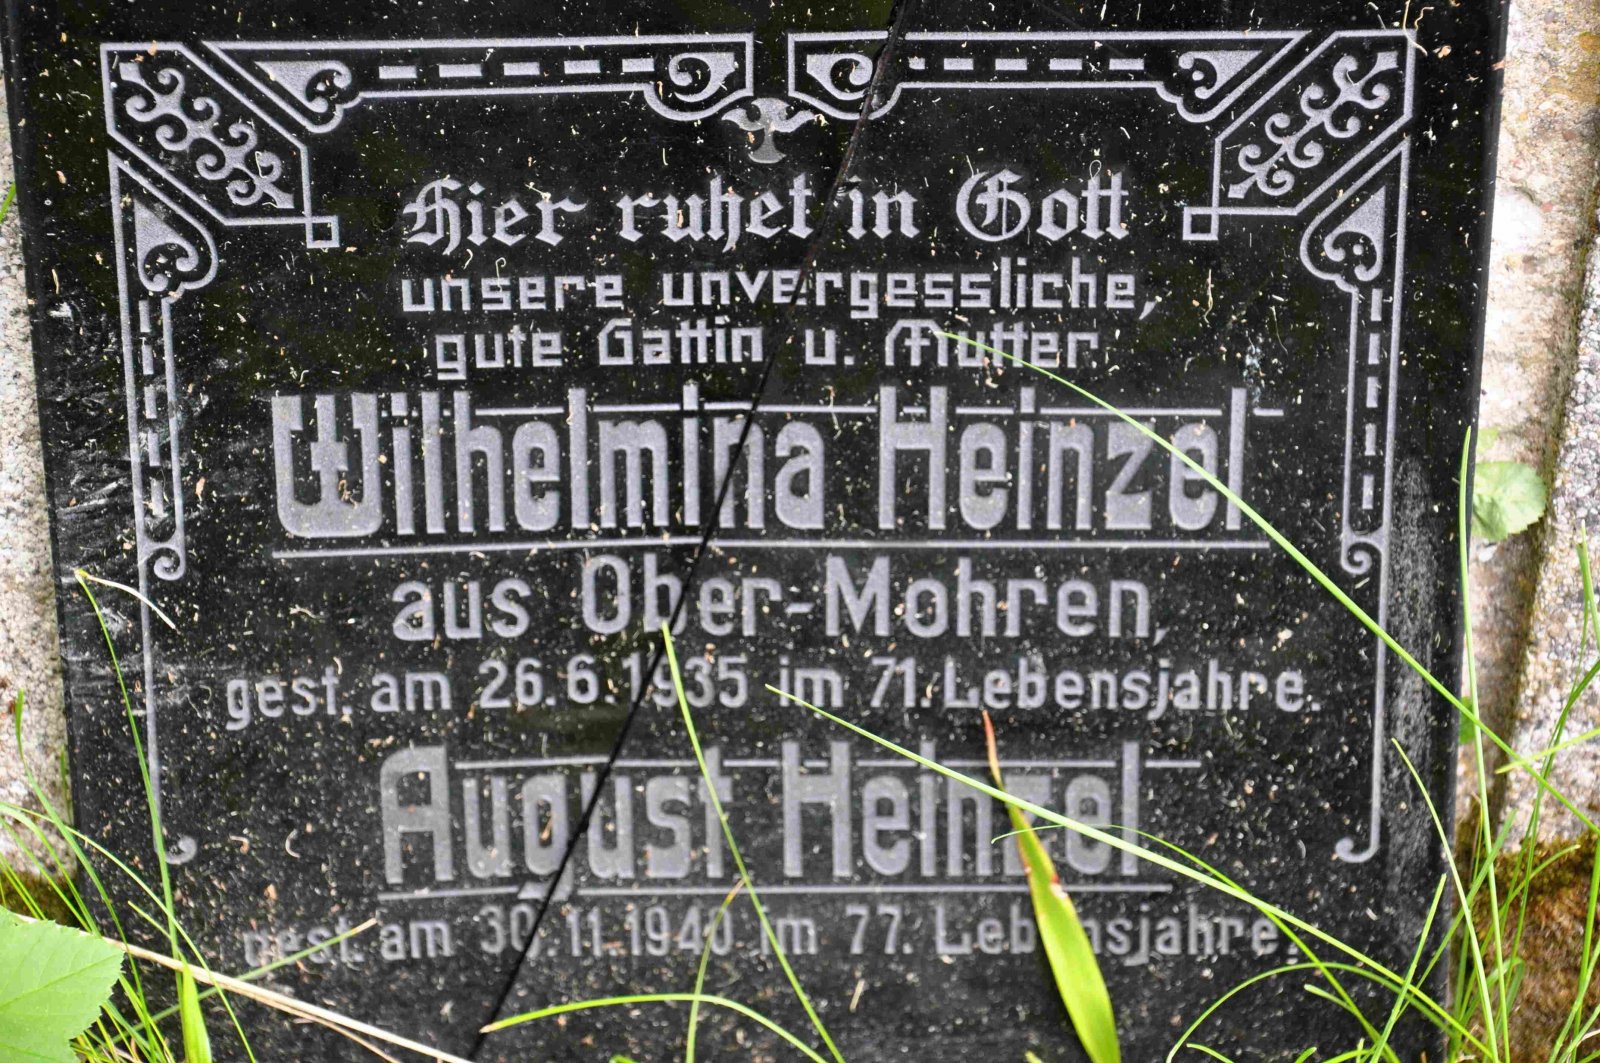 Hier ruhet in Gott
unsere unvergessliche,
gute Gattin u. Mutter
Wilhelmina Heinzel
aus Ober-Mohren,
gest. am 26.6.1935 im 71. Lebensjahre.
August Heinzel
gest. am 30.11.1940 im 77. Lebensjahre.